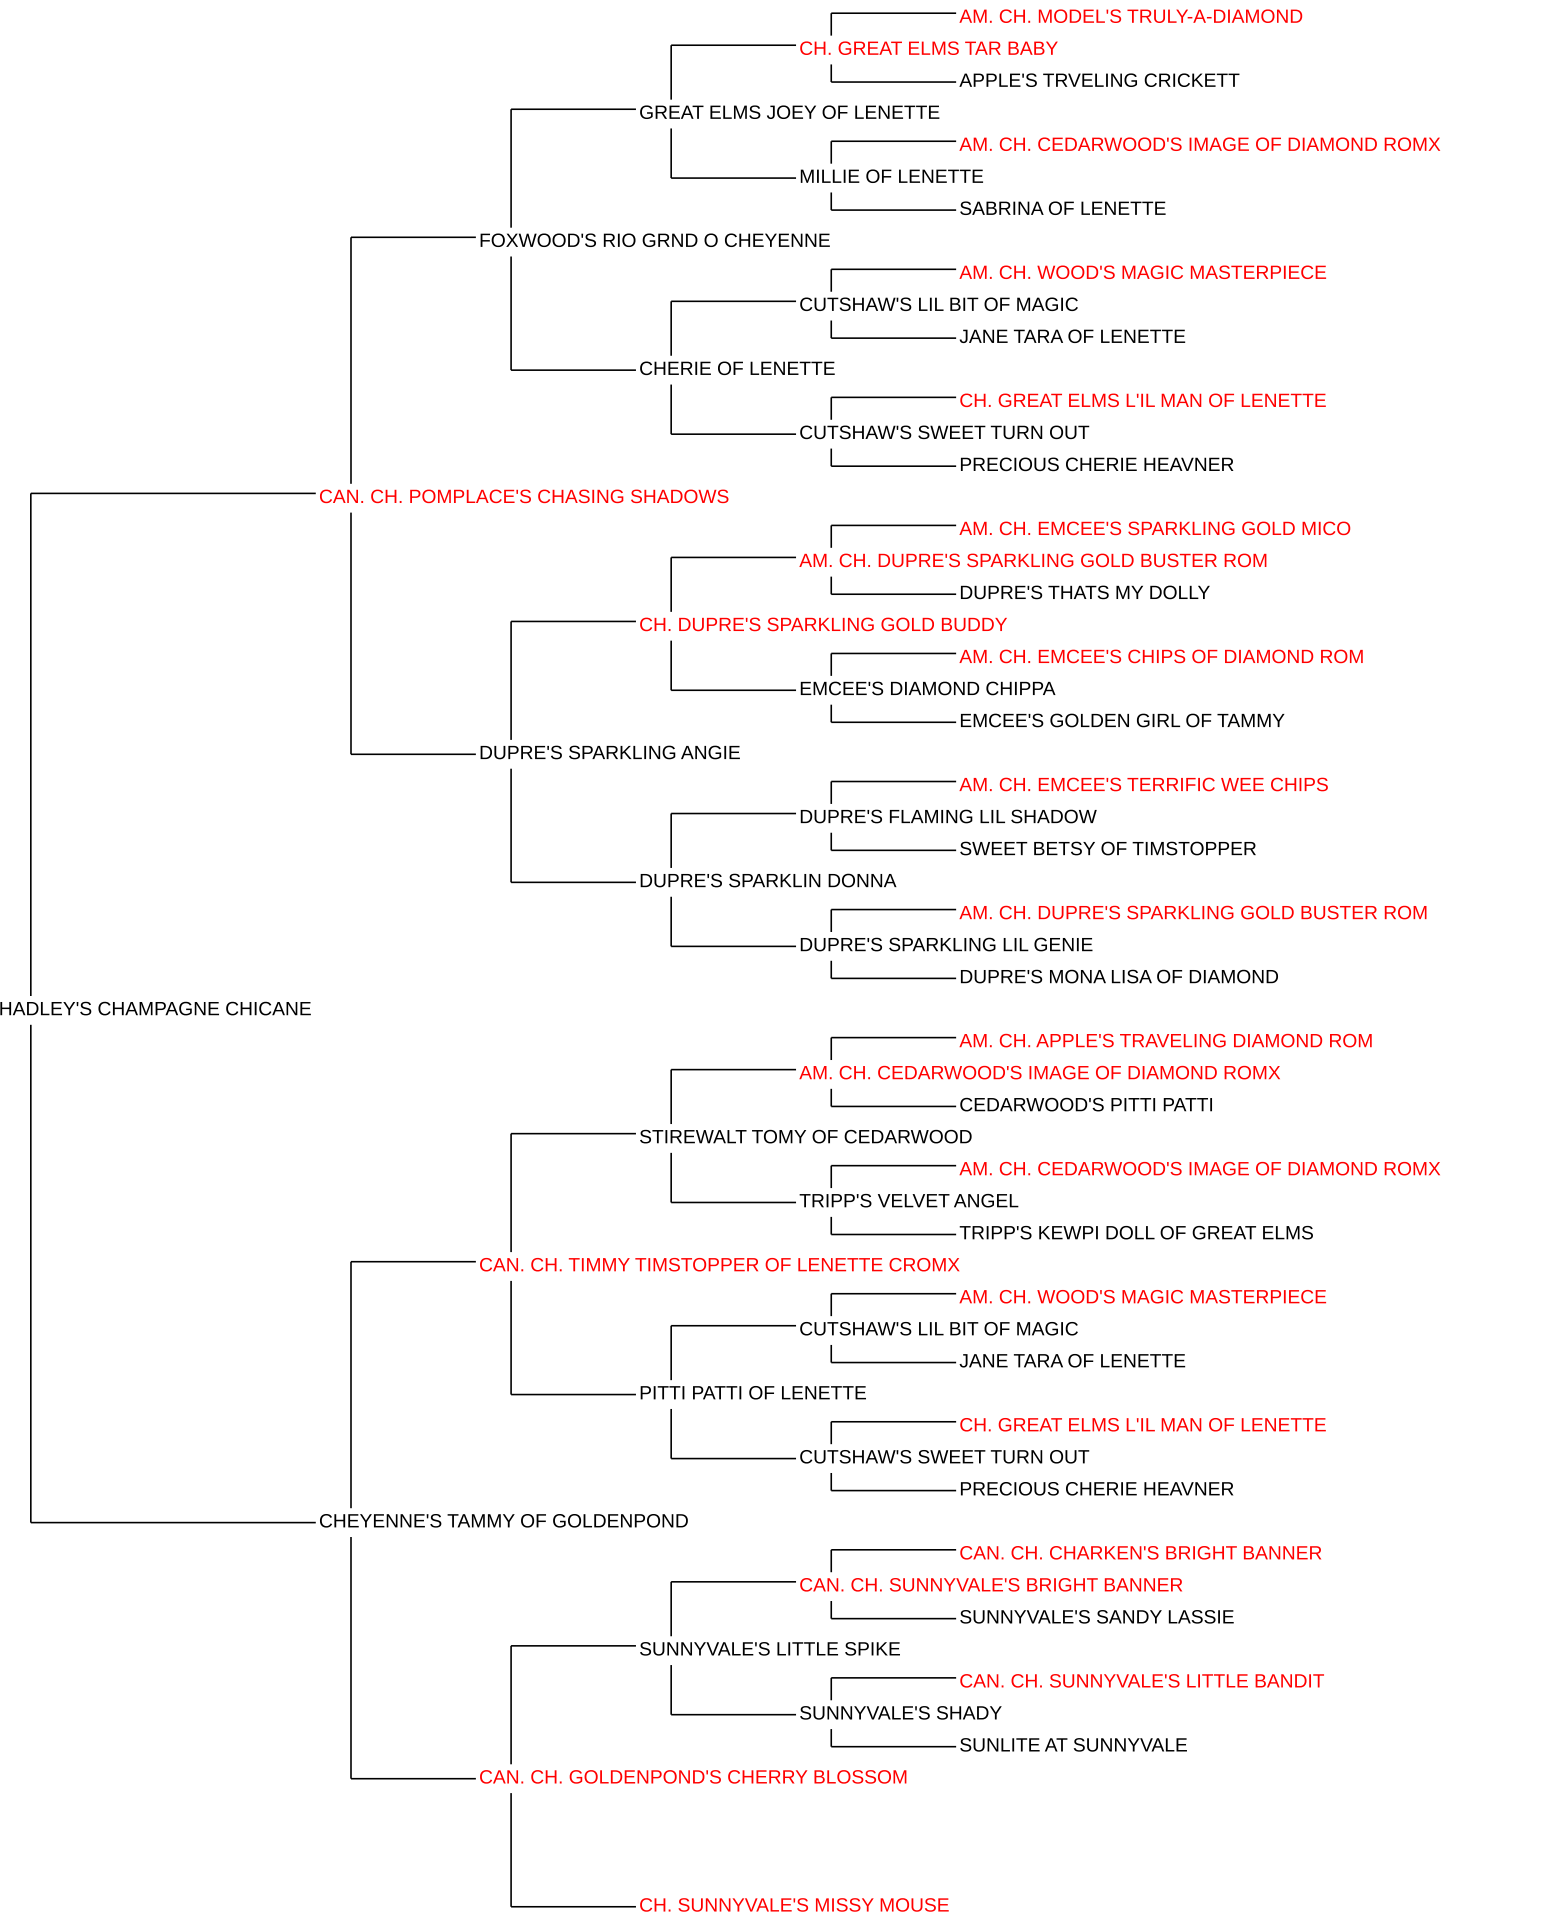 AM. CH. MODEL'S TRULY-A-DIAMOND
CH. GREAT ELMS TAR BABY
APPLE'S TRVELING CRICKETT
GREAT ELMS JOEY OF LENETTE
AM. CH. CEDARWOOD'S IMAGE OF DIAMOND ROMX
MILLIE OF LENETTE
SABRINA OF LENETTE
FOXWOOD'S RIO GRND O CHEYENNE
AM. CH. WOOD'S MAGIC MASTERPIECE
CUTSHAW'S LIL BIT OF MAGIC
JANE TARA OF LENETTE
CHERIE OF LENETTE
CH. GREAT ELMS L'IL MAN OF LENETTE
CUTSHAW'S SWEET TURN OUT
PRECIOUS CHERIE HEAVNER
CAN. CH. POMPLACE'S CHASING SHADOWS
AM. CH. EMCEE'S SPARKLING GOLD MICO
AM. CH. DUPRE'S SPARKLING GOLD BUSTER ROM
DUPRE'S THATS MY DOLLY
CH. DUPRE'S SPARKLING GOLD BUDDY
AM. CH. EMCEE'S CHIPS OF DIAMOND ROM
EMCEE'S DIAMOND CHIPPA
EMCEE'S GOLDEN GIRL OF TAMMY
DUPRE'S SPARKLING ANGIE
AM. CH. EMCEE'S TERRIFIC WEE CHIPS
DUPRE'S FLAMING LIL SHADOW
SWEET BETSY OF TIMSTOPPER
DUPRE'S SPARKLIN DONNA
AM. CH. DUPRE'S SPARKLING GOLD BUSTER ROM
DUPRE'S SPARKLING LIL GENIE
DUPRE'S MONA LISA OF DIAMOND
HADLEY'S CHAMPAGNE CHICANE
AM. CH. APPLE'S TRAVELING DIAMOND ROM
AM. CH. CEDARWOOD'S IMAGE OF DIAMOND ROMX
CEDARWOOD'S PITTI PATTI
STIREWALT TOMY OF CEDARWOOD
AM. CH. CEDARWOOD'S IMAGE OF DIAMOND ROMX
TRIPP'S VELVET ANGEL
TRIPP'S KEWPI DOLL OF GREAT ELMS
CAN. CH. TIMMY TIMSTOPPER OF LENETTE CROMX
AM. CH. WOOD'S MAGIC MASTERPIECE
CUTSHAW'S LIL BIT OF MAGIC
JANE TARA OF LENETTE
PITTI PATTI OF LENETTE
CH. GREAT ELMS L'IL MAN OF LENETTE
CUTSHAW'S SWEET TURN OUT
PRECIOUS CHERIE HEAVNER
CHEYENNE'S TAMMY OF GOLDENPOND
CAN. CH. CHARKEN'S BRIGHT BANNER
CAN. CH. SUNNYVALE'S BRIGHT BANNER
SUNNYVALE'S SANDY LASSIE
SUNNYVALE'S LITTLE SPIKE
CAN. CH. SUNNYVALE'S LITTLE BANDIT
SUNNYVALE'S SHADY
SUNLITE AT SUNNYVALE
CAN. CH. GOLDENPOND'S CHERRY BLOSSOM
CH. SUNNYVALE'S MISSY MOUSE